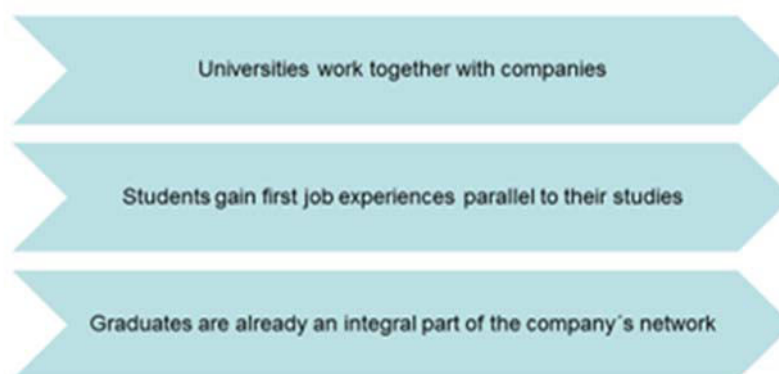 Universities work together with companies
Students gain first job experiences parallel to their studies
Graduates are already an integral part of the company´s network